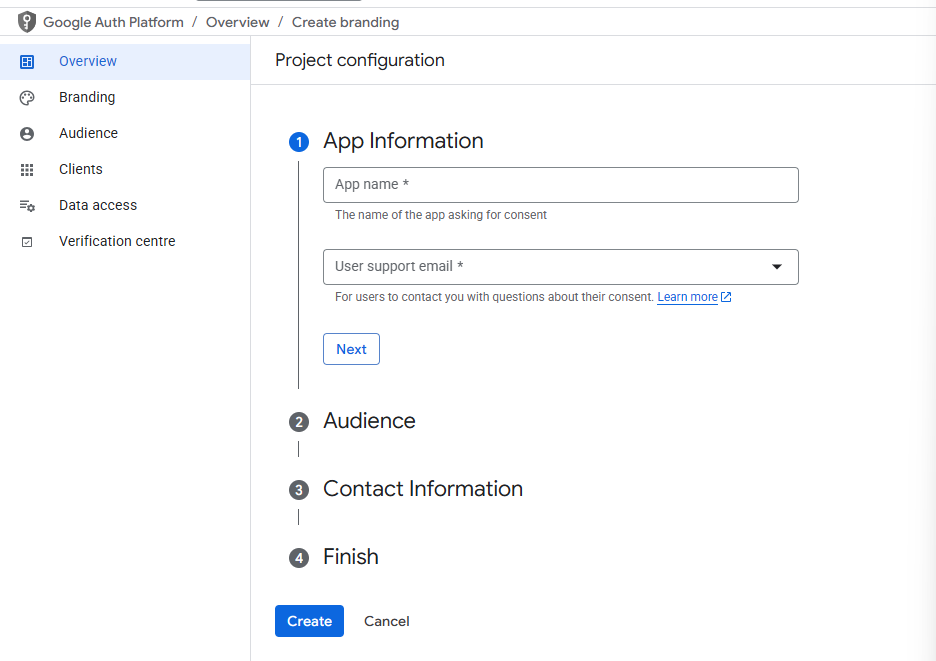 Google Auth Platform / Overview / Create branding
Overview
Branding
Audience
Clients
Data access
Verification centre
Project configuration
1 App Information
App name *
The name of the app asking for consent
User support email *
For users to contact you with questions about their consent. Learn more
Next
2 Audience
3 Contact Information
4 Finish
Create Cancel